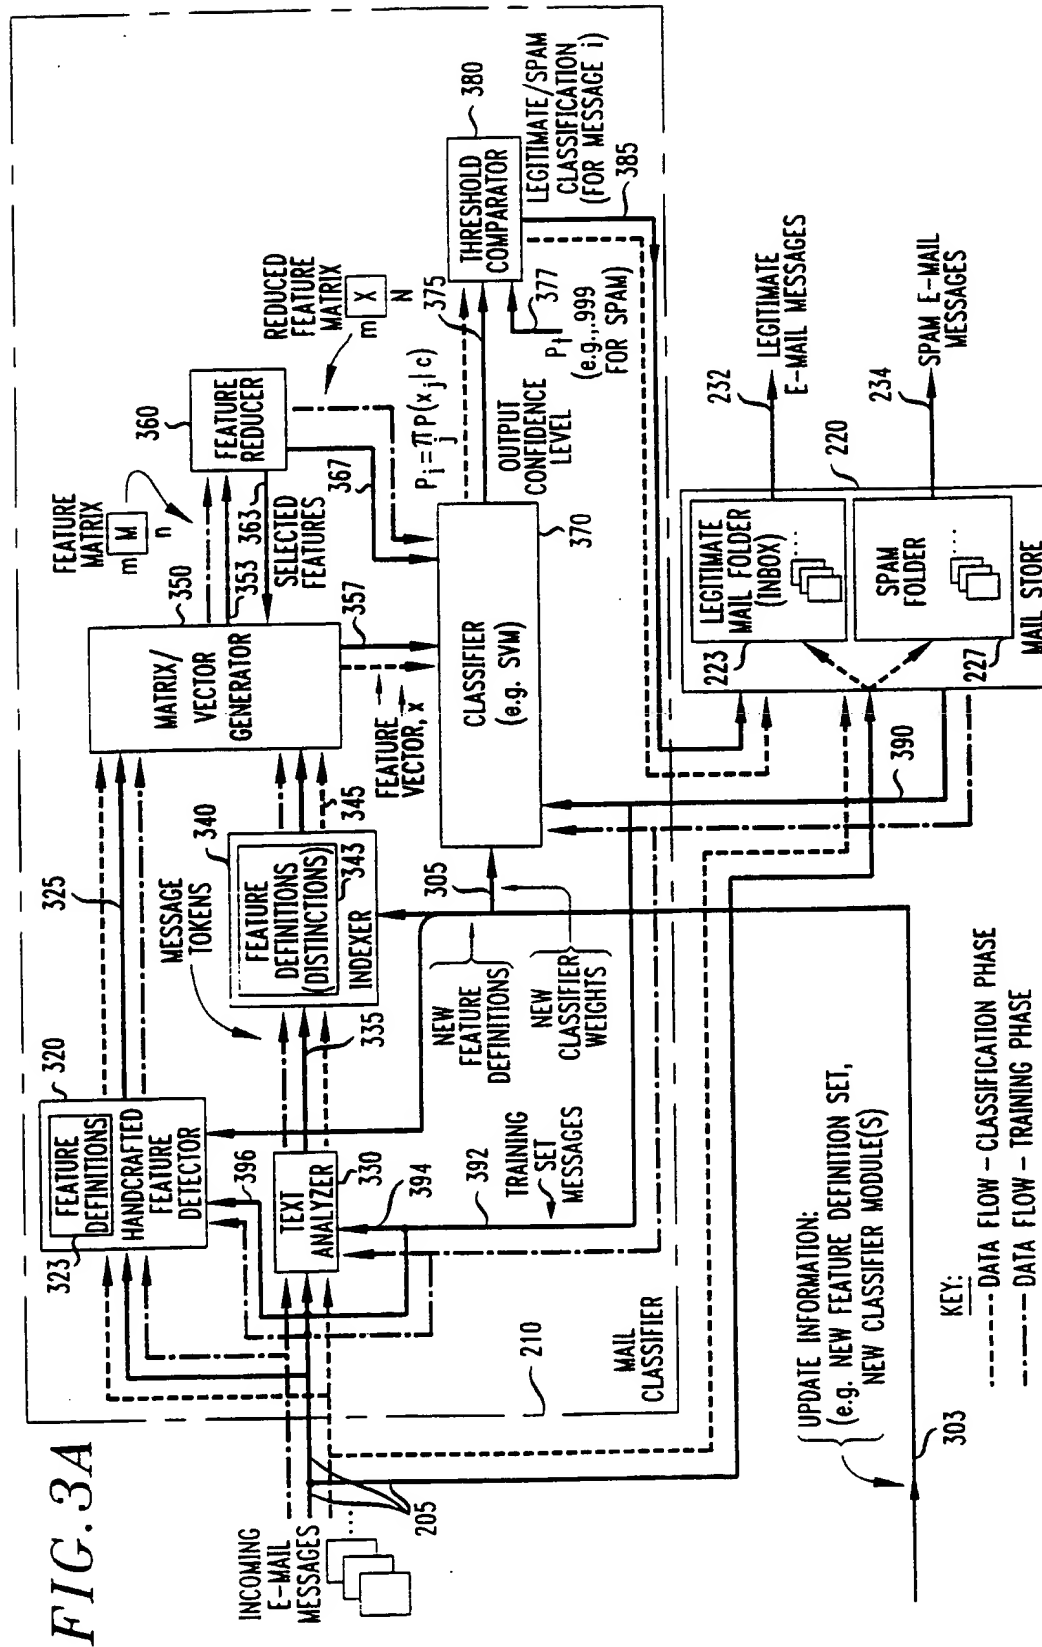 FIG. 3A
INCOMING
E-MAIL
MESSAGES
...
205
210
MAIL
CLASSIFIER
323
FEATURE
DEFINITIONS
HANDCRAFTED
FEATURE
DETECTOR
320
396
325
TEXT
ANALYZER
330
394
392
TRAINING
SET
MESSAGES
MESSAGE
TOKENS
335
340
FEATURE
DEFINITIONS
(DISTINCTIONS)
343
INDEXER
345
305
NEW
FEATURE
DEFINITIONS
NEW
CLASSIFIER
WEIGHTS
MATRIX/
VECTOR
GENERATOR
350
FEATURE
MATRIX
m M
n
353
363
SELECTED
FEATURES
357
FEATURE
VECTOR, x
FEATURE
REDUCER
360
REDUCED
FEATURE
MATRIX
m X
N
367
CLASSIFIER
(e.g. SVM)
370
Pi = π P(xj | c)
j
OUTPUT
CONFIDENCE
LEVEL
375
THRESHOLD
COMPARATOR
380
377
Pt
(e.g., .999
FOR SPAM)
LEGITIMATE/SPAM
CLASSIFICATION
(FOR MESSAGE i)
385
390
220
LEGITIMATE
MAIL FOLDER
(INBOX)
...
223
SPAM
FOLDER
...
227
MAIL STORE
232
LEGITIMATE
E-MAIL MESSAGES
234
SPAM E-MAIL
MESSAGES
UPDATE INFORMATION:
(e.g. NEW FEATURE DEFINITION SET,
NEW CLASSIFIER MODULE(S)
303
KEY:
DATA FLOW - CLASSIFICATION PHASE
DATA FLOW - TRAINING PHASE